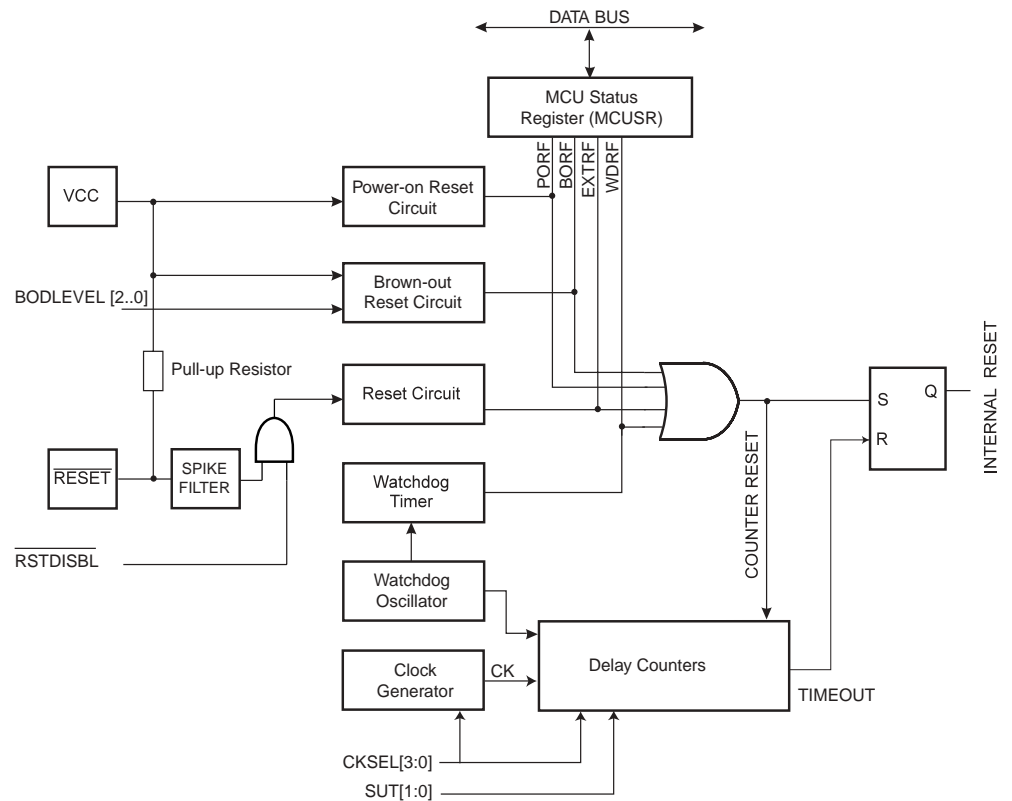 DATA BUS
MCU Status
Register (MCUSR)
PORF
BORF
EXTRF
WDRF
VCC
Power-on Reset
Circuit
Brown-out
Reset Circuit
BODLEVEL [2..0]
Pull-up Resistor
Reset Circuit
S
Q
R
INTERNAL RESET
RESET
SPIKE
FILTER
Watchdog
Timer
COUNTER RESET
RSTDISBL
Watchdog
Oscillator
Clock
Generator
CK
Delay Counters
TIMEOUT
CKSEL[3:0]
SUT[1:0]